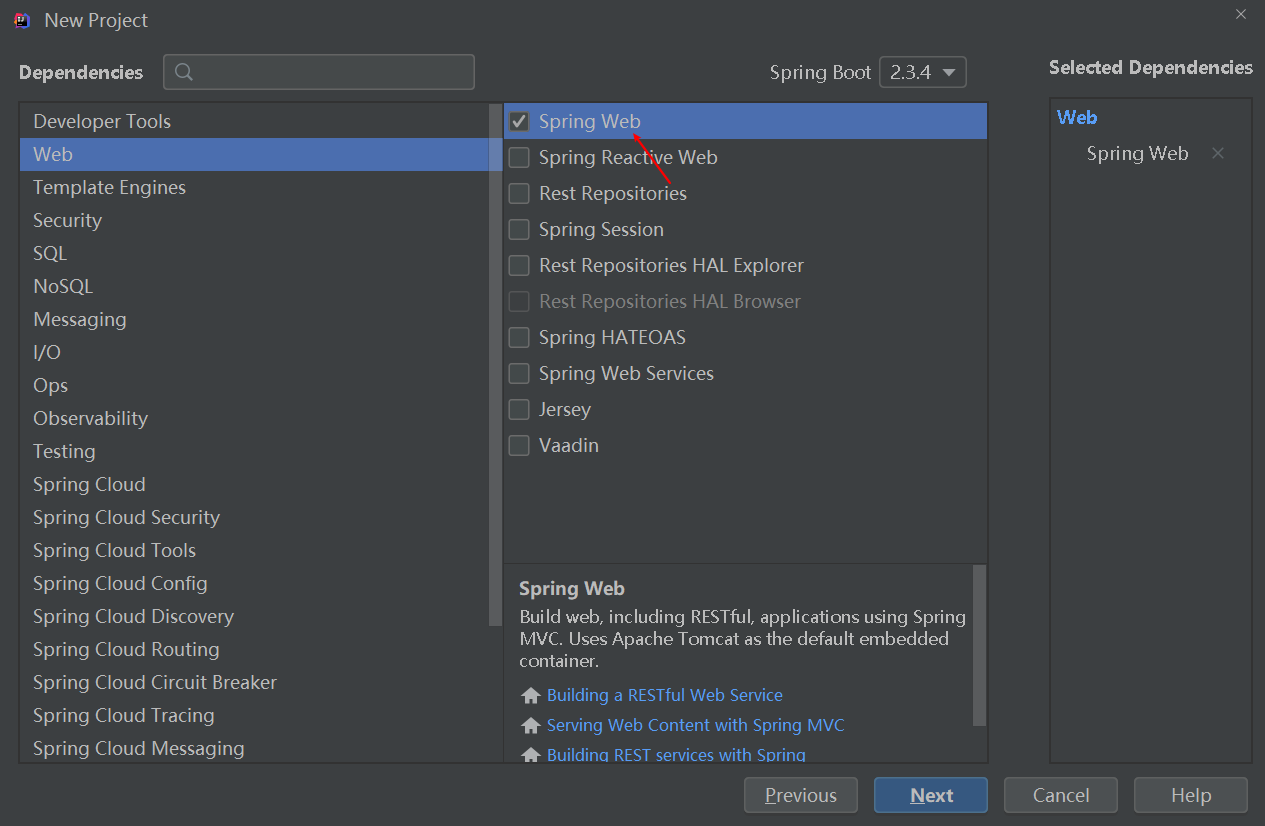 New Project
Dependencies
Spring Boot 2.3.4
Selected Dependencies
Developer Tools
Web
Template Engines
Security
SQL
NoSQL
Messaging
I/O
Ops
Observability
Testing
Spring Cloud
Spring Cloud Security
Spring Cloud Tools
Spring Cloud Config
Spring Cloud Discovery
Spring Cloud Routing
Spring Cloud Circuit Breaker
Spring Cloud Tracing
Spring Cloud Messaging
Spring Web
Spring Reactive Web
Rest Repositories
Spring Session
Rest Repositories HAL Explorer
Rest Repositories HAL Browser
Spring HATEOAS
Spring Web Services
Jersey
Vaadin
Spring Web
Build web, including RESTful, applications using Spring
MVC. Uses Apache Tomcat as the default embedded
container.
Building a RESTful Web Service
Serving Web Content with Spring MVC
Building REST services with Spring
Web
Spring Web
Previous
Next
Cancel
Help